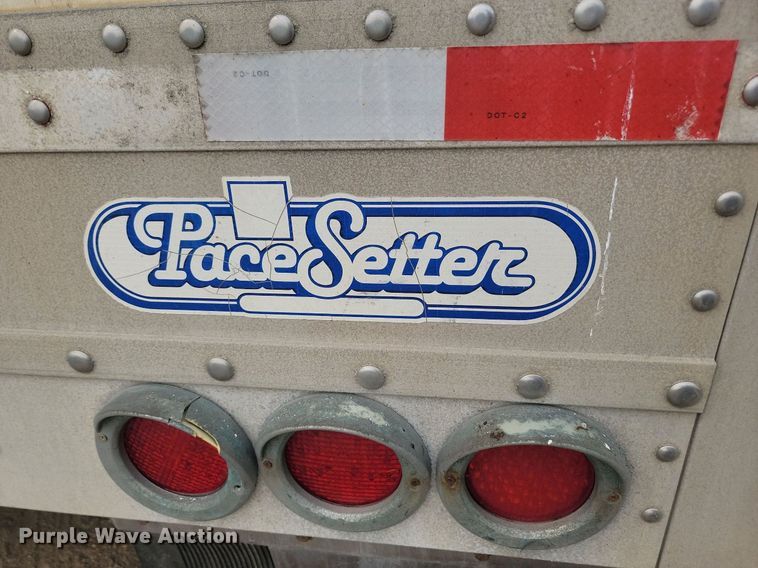 DOT-C2
DOT-C2
PaceSetter
Purple Wave Auction